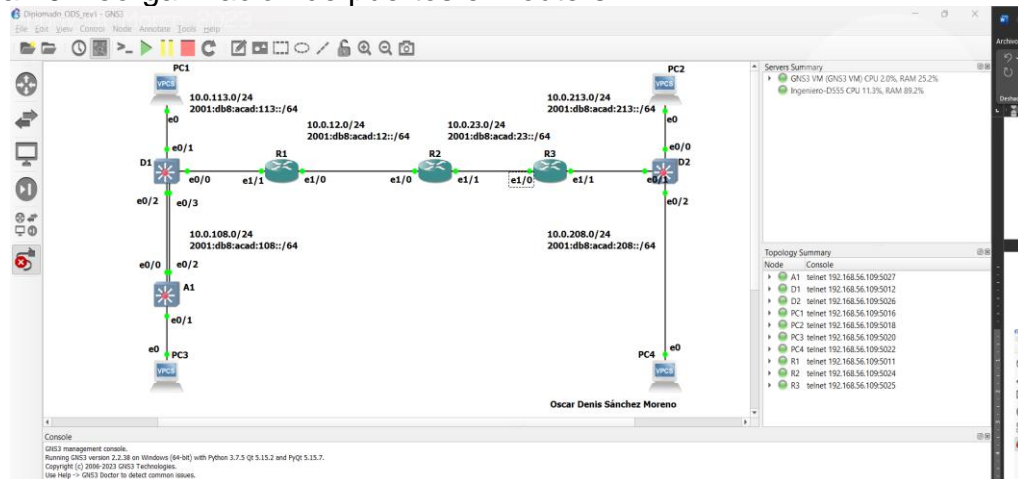 Diplomado_CIDS_rev1 - GNS3
File Edit View Control Node Annotate Tools Help
PC1
PC2
10.0.113.0/24
2001:db8:acad:113::/64
10.0.213.0/24
2001:db8:acad:213::/64
10.0.12.0/24
2001:db8:acad:12::/64
10.0.23.0/24
2001:db8:acad:23::/64
e0
e0
e0/1
e0/0
R1
R2
R3
D1
D2
e0/0
e1/1
e1/0
e1/0
e1/1
e1/0
e1/1
e0/1
e0/2
e0/3
e0/2
10.0.108.0/24
2001:db8:acad:108::/64
10.0.208.0/24
2001:db8:acad:208::/64
e0/0
e0/2
A1
e0/1
e0
PC3
e0
PC4
Oscar Denis Sánchez Moreno
Servers Summary
GNS3 VM (GNS3 VM) CPU 2.0%, RAM 25.2%
Ingeniero-D555 CPU 11.3%, RAM 89.2%
Topology Summary
Node Console
A1 telnet 192.168.56.109:5027
D1 telnet 192.168.56.109:5012
D2 telnet 192.168.56.109:5026
PC1 telnet 192.168.56.109:5016
PC2 telnet 192.168.56.109:5018
PC3 telnet 192.168.56.109:5020
PC4 telnet 192.168.56.109:5022
R1 telnet 192.168.56.109:5011
R2 telnet 192.168.56.109:5024
R3 telnet 192.168.56.109:5025
Console
GNS3 management console.
Running GNS3 version 2.2.38 on Windows (64-bit) with Python 3.7.5 Qt 5.15.2 and PyQt 5.15.7.
Copyright (c) 2006-2023 GNS3 Technologies.
Use Help -> GNS3 Doctor to detect common issues.
Archivo